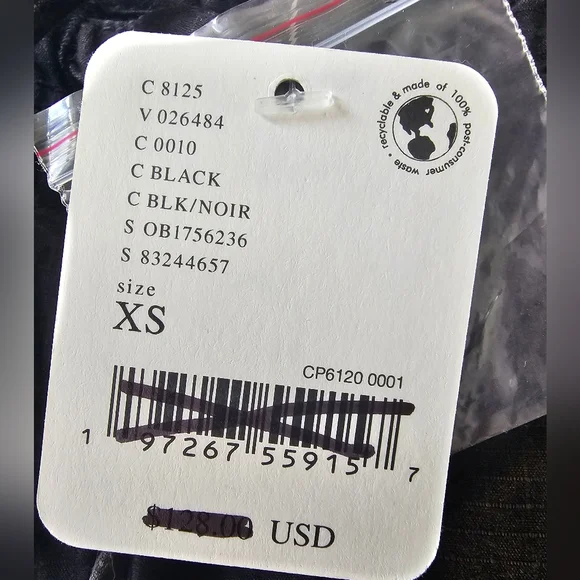 C 8125
V 026484
C 0010
C BLACK
C BLK/NOIR
S OB1756236
S 83244657
size
XS
recyclable & made of 100% post-consumer waste •
CP6120 0001
1 97267 55915 7
$128.00 USD